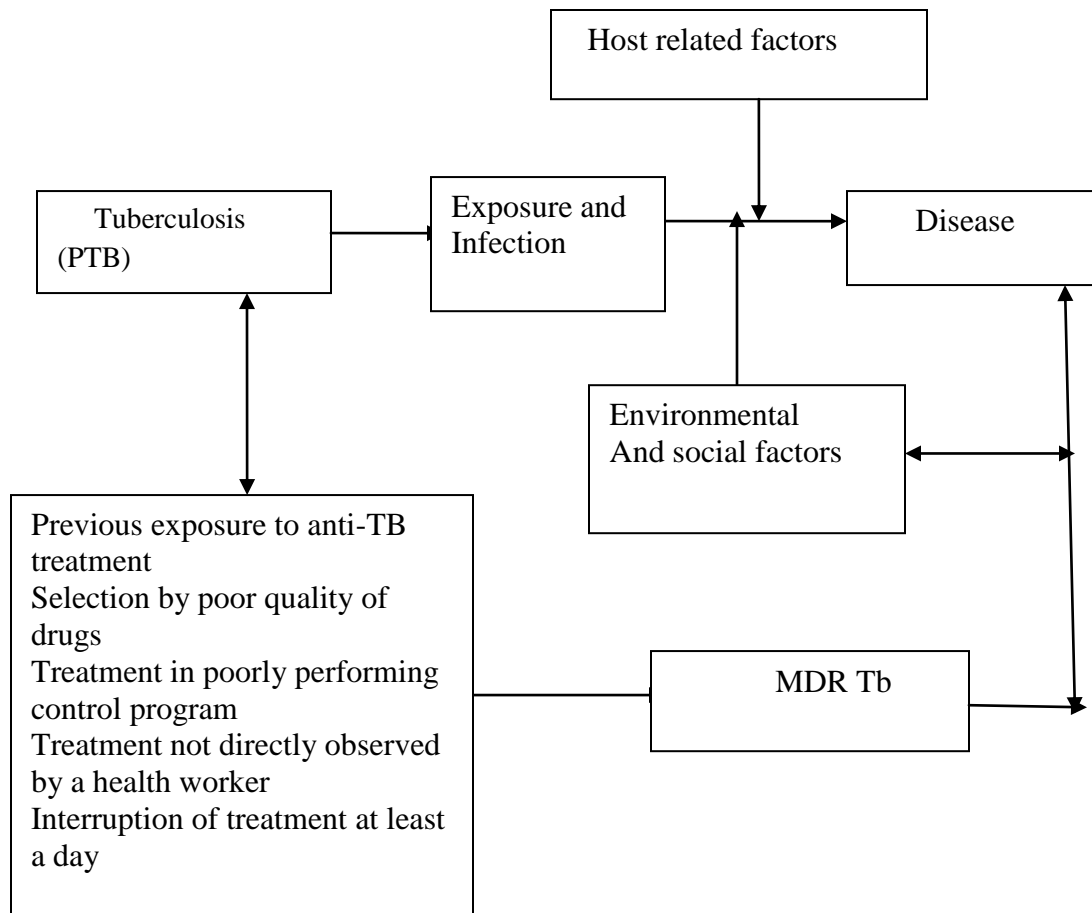 Host related factors
Tuberculosis
(PTB)
Exposure and
Infection
Disease
Environmental
And social factors
Previous exposure to anti-TB
treatment
Selection by poor quality of
drugs
Treatment in poorly performing
control program
Treatment not directly observed
by a health worker
Interruption of treatment at least
a day
MDR Tb